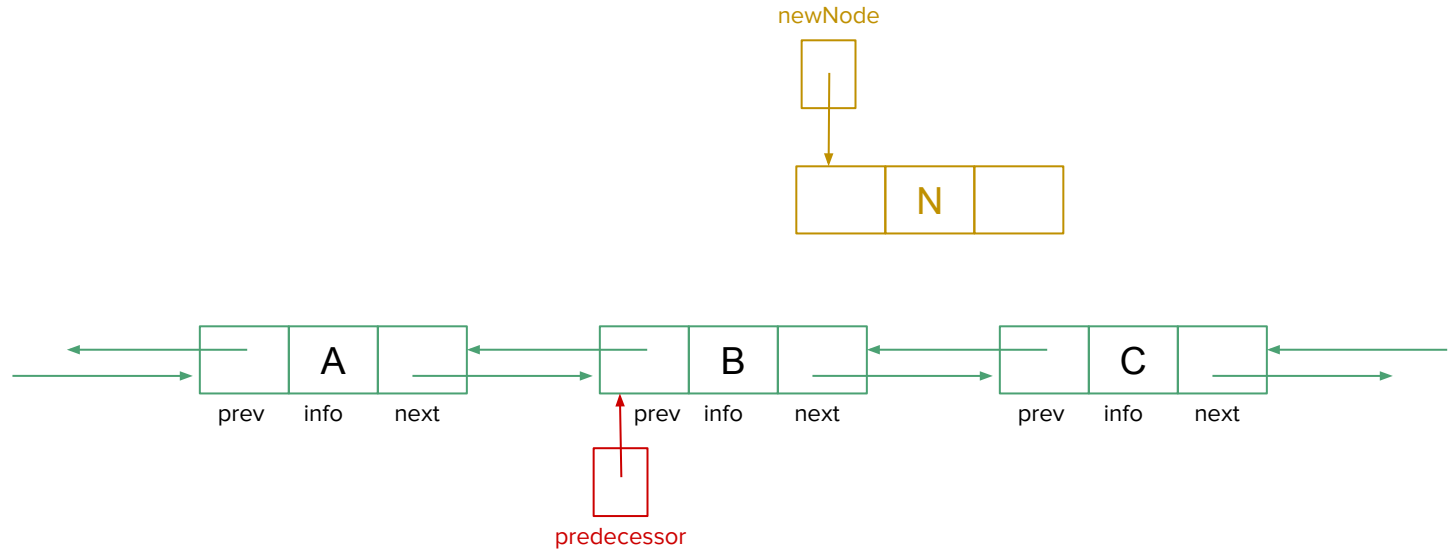 newNode
N
A B C
prev info next prev info next prev info next
predecessor